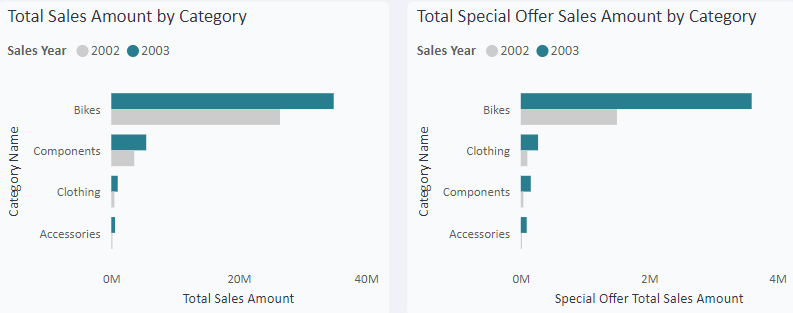 Total Sales Amount by Category
Sales Year 2002 2003
Category Name
Bikes
Components
Clothing
Accessories
0M 20M 40M
Total Sales Amount
Total Special Offer Sales Amount by Category
Sales Year 2002 2003
Category Name
Bikes
Clothing
Components
Accessories
0M 2M 4M
Special Offer Total Sales Amount